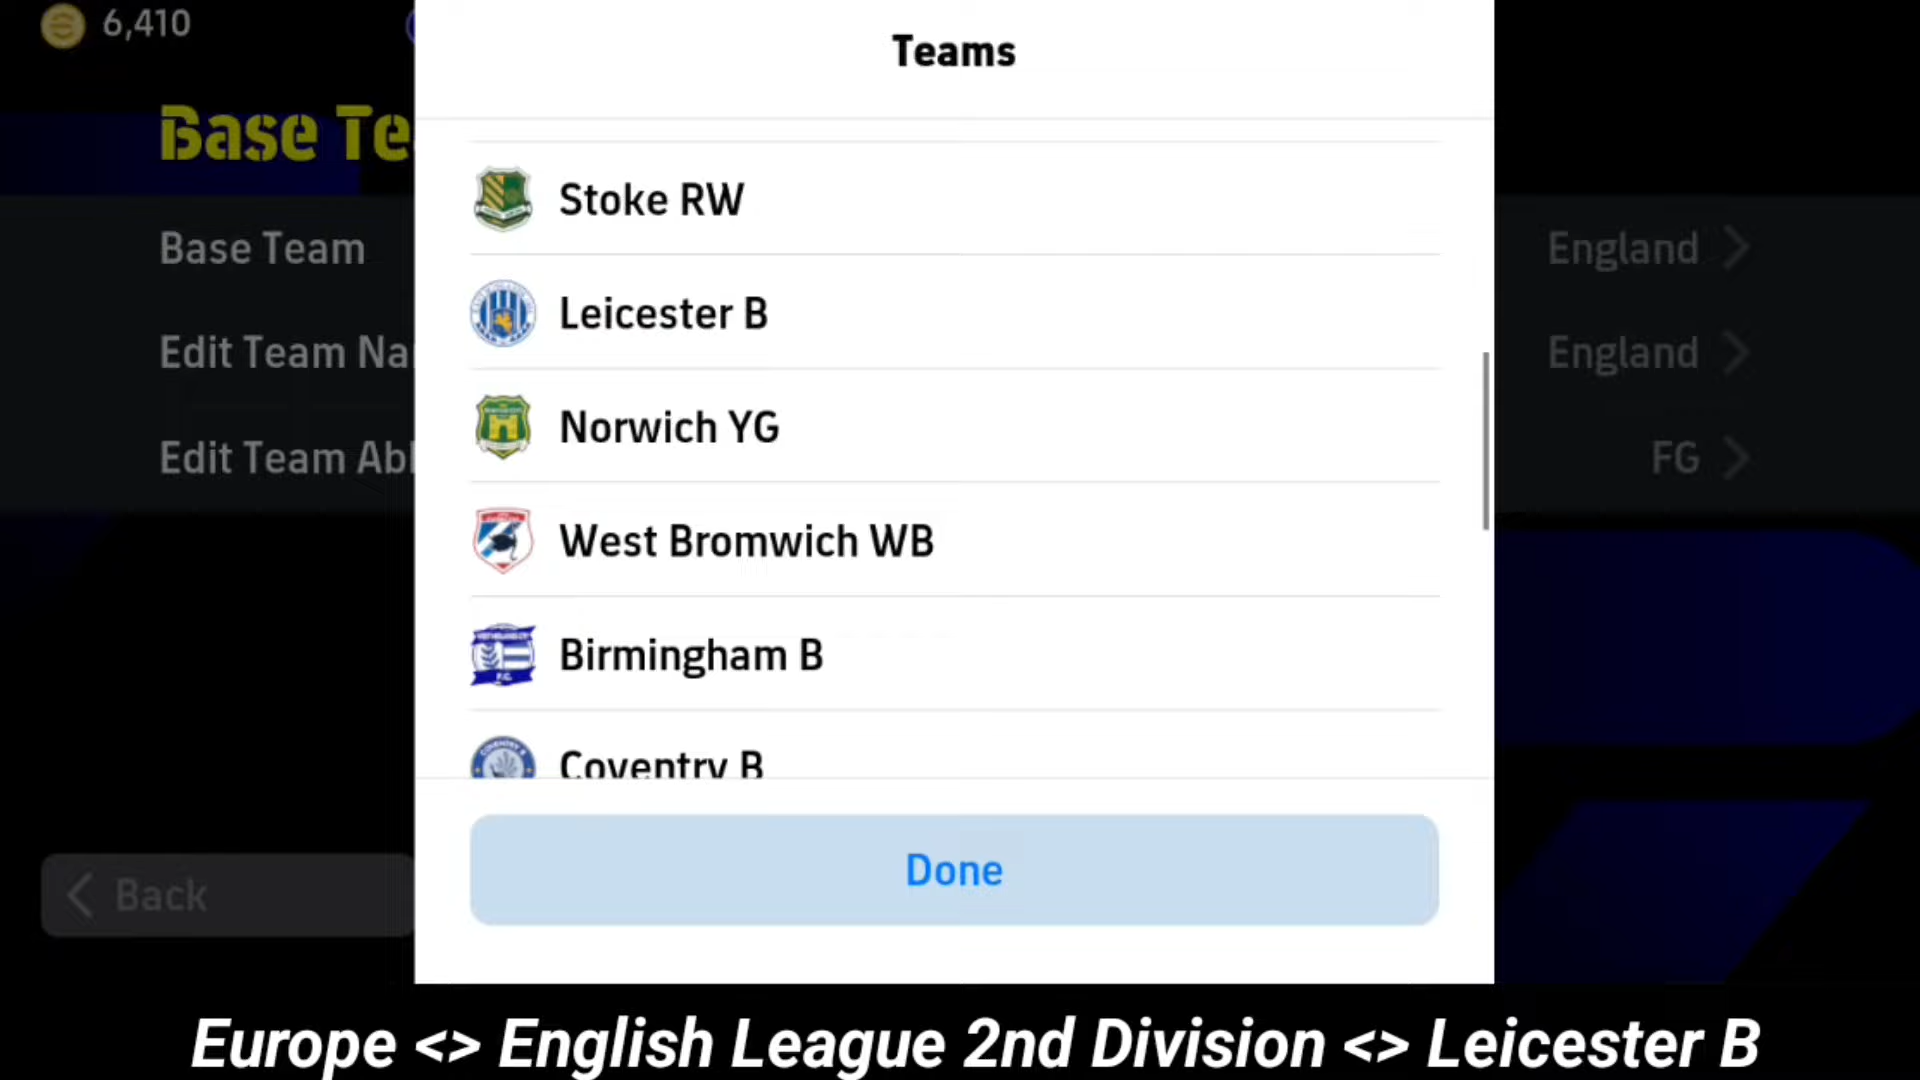 6,410
Teams
Base Te
Stoke RW
Base Team
England
Leicester B
Edit Team Na
England
Norwich YG
Edit Team Ab
FG
West Bromwich WB
Birmingham B
F.C.
Coventry B
Done
Back
Europe <> English League 2nd Division <> Leicester B